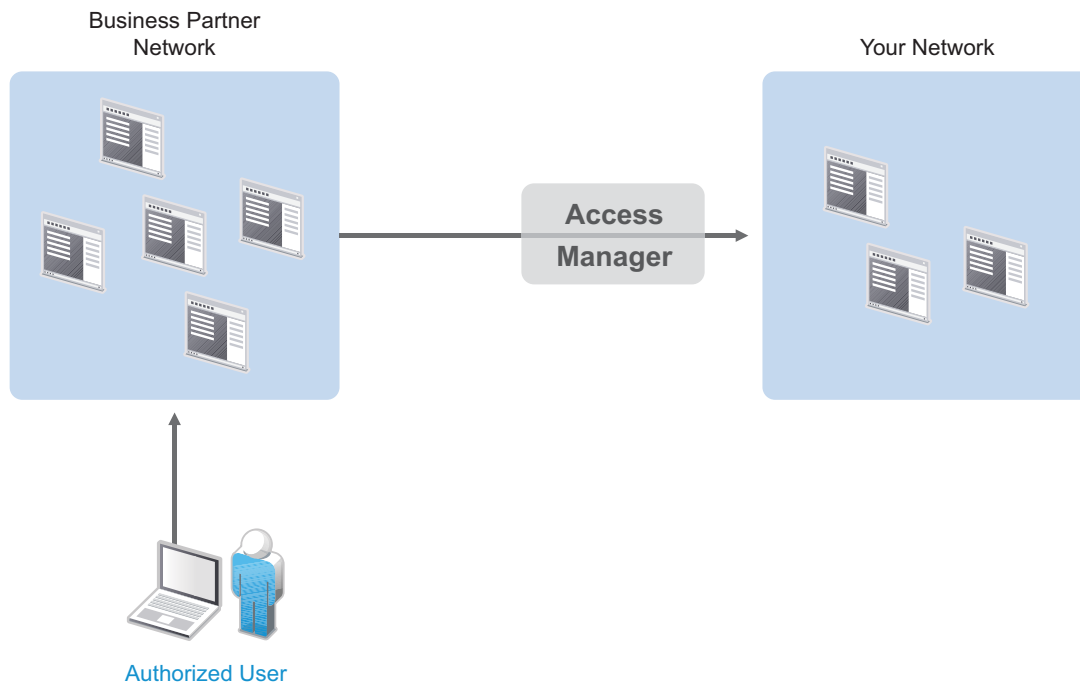 Business Partner
Network
Your Network
Access
Manager
Authorized User